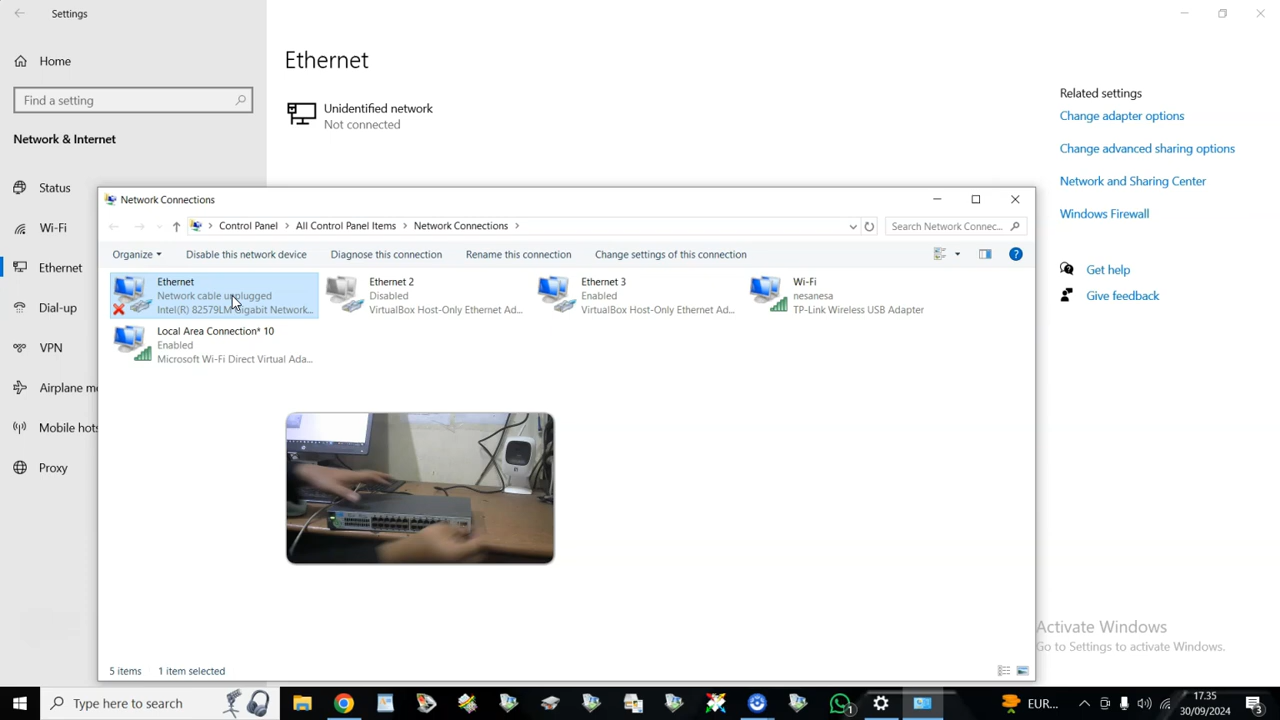 Settings
Home
Find a setting
Network & Internet
Status
Wi-Fi
Ethernet
Dial-up
VPN
Airplane m
Mobile hots
Proxy
Ethernet
Unidentified network
Not connected
Related settings
Change adapter options
Change advanced sharing options
Network and Sharing Center
Windows Firewall
Get help
Give feedback
Network Connections
Control Panel > All Control Panel Items > Network Connections >
Search Network Connec...
Organize Disable this network device Diagnose this connection Rename this connection Change settings of this connection
Ethernet
Network cable unplugged
Intel(R) 82579LM Gigabit Network...
Ethernet 2
Disabled
VirtualBox Host-Only Ethernet Ad...
Ethernet 3
Enabled
VirtualBox Host-Only Ethernet Ad...
Wi-Fi
nesanesa
TP-Link Wireless USB Adapter
Local Area Connection* 10
Enabled
Microsoft Wi-Fi Direct Virtual Ada...
5 items 1 item selected
Activate Windows
Go to Settings to activate Windows.
Type here to search
1
EUR...
17.35
30/09/2024
3